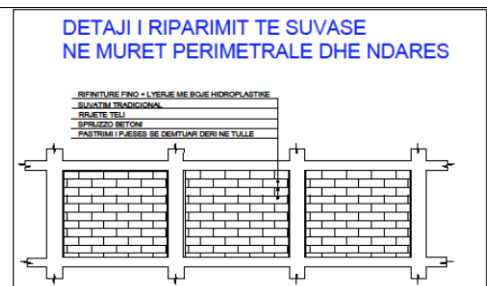 DETAJI I RIPARIMIT TE SUVASE
NE MURET PERIMETRALE DHE NDARES
RIFINITURE FINO + LYERJE ME BOJE HIDROPLASTIKE
SUVATIM TRADICIONAL
RRJETE TELI
SPRUZZO BETONI
PASTRIMI I PJESES SE DEMTUAR DERI NE TULLE